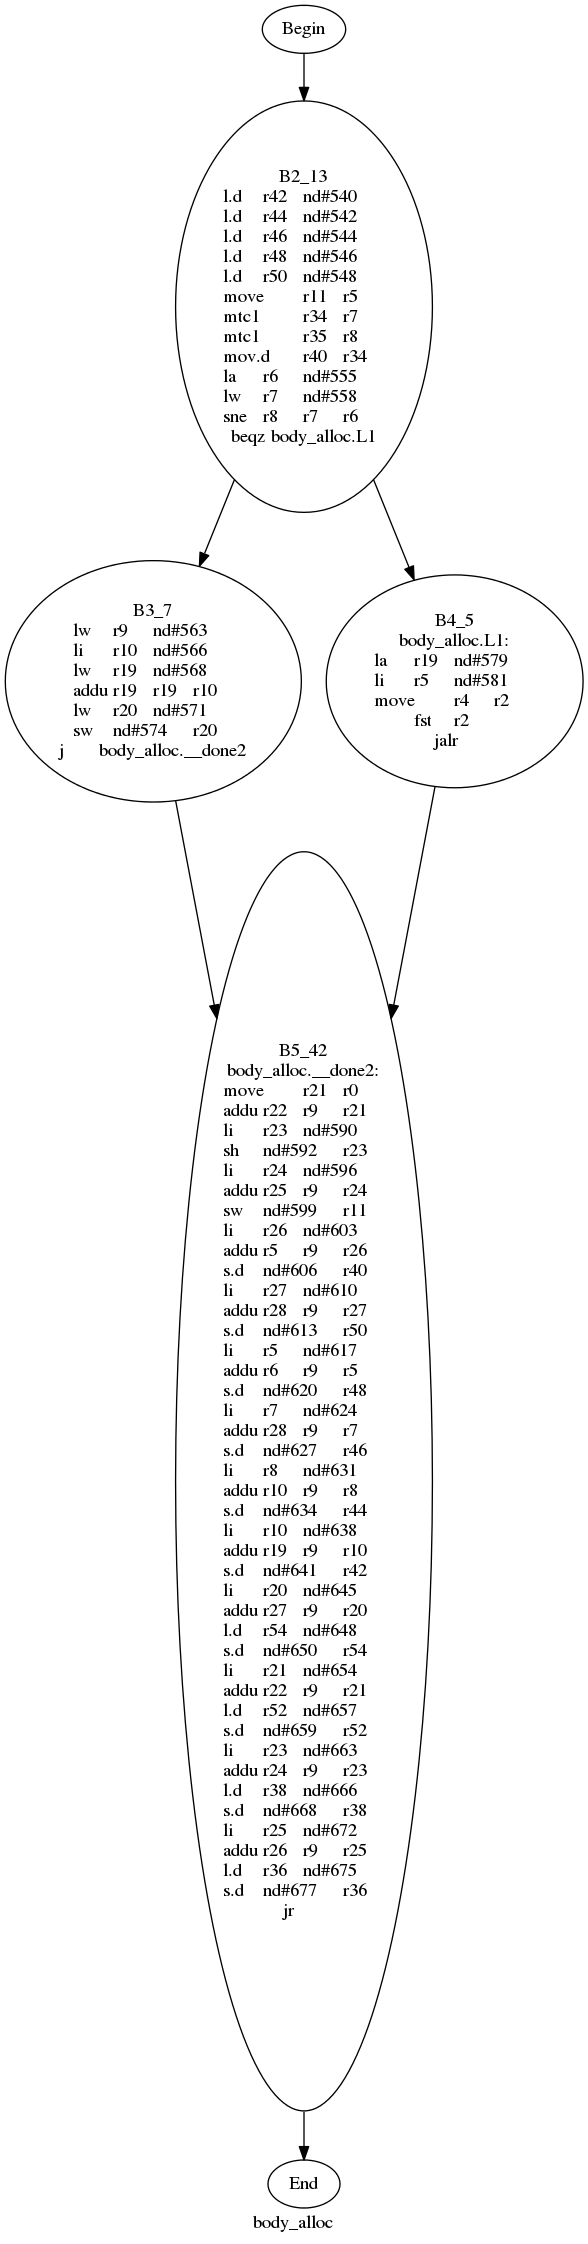 Begin
B2_13
l.d r42 nd#540
l.d r44 nd#542
l.d r46 nd#544
l.d r48 nd#546
l.d r50 nd#548
move r11 r5
mtc1 r34 r7
mtc1 r35 r8
mov.d r40 r34
la r6 nd#555
lw r7 nd#558
sne r8 r7 r6
beqz body_alloc.L1
B3_7
lw r9 nd#563
li r10 nd#566
lw r19 nd#568
addu r19 r19 r10
lw r20 nd#571
sw nd#574 r20
j body_alloc.__done2
B4_5
body_alloc.L1:
la r19 nd#579
li r5 nd#581
move r4 r2
fst r2
jalr
B5_42
body_alloc.__done2:
move r21 r0
addu r22 r9 r21
li r23 nd#590
sh nd#592 r23
li r24 nd#596
addu r25 r9 r24
sw nd#599 r11
li r26 nd#603
addu r5 r9 r26
s.d nd#606 r40
li r27 nd#610
addu r28 r9 r27
s.d nd#613 r50
li r5 nd#617
addu r6 r9 r5
s.d nd#620 r48
li r7 nd#624
addu r28 r9 r7
s.d nd#627 r46
li r8 nd#631
addu r10 r9 r8
s.d nd#634 r44
li r10 nd#638
addu r19 r9 r10
s.d nd#641 r42
li r20 nd#645
addu r27 r9 r20
l.d r54 nd#648
s.d nd#650 r54
li r21 nd#654
addu r22 r9 r21
l.d r52 nd#657
s.d nd#659 r52
li r23 nd#663
addu r24 r9 r23
l.d r38 nd#666
s.d nd#668 r38
li r25 nd#672
addu r26 r9 r25
l.d r36 nd#675
s.d nd#677 r36
jr
End
body_alloc